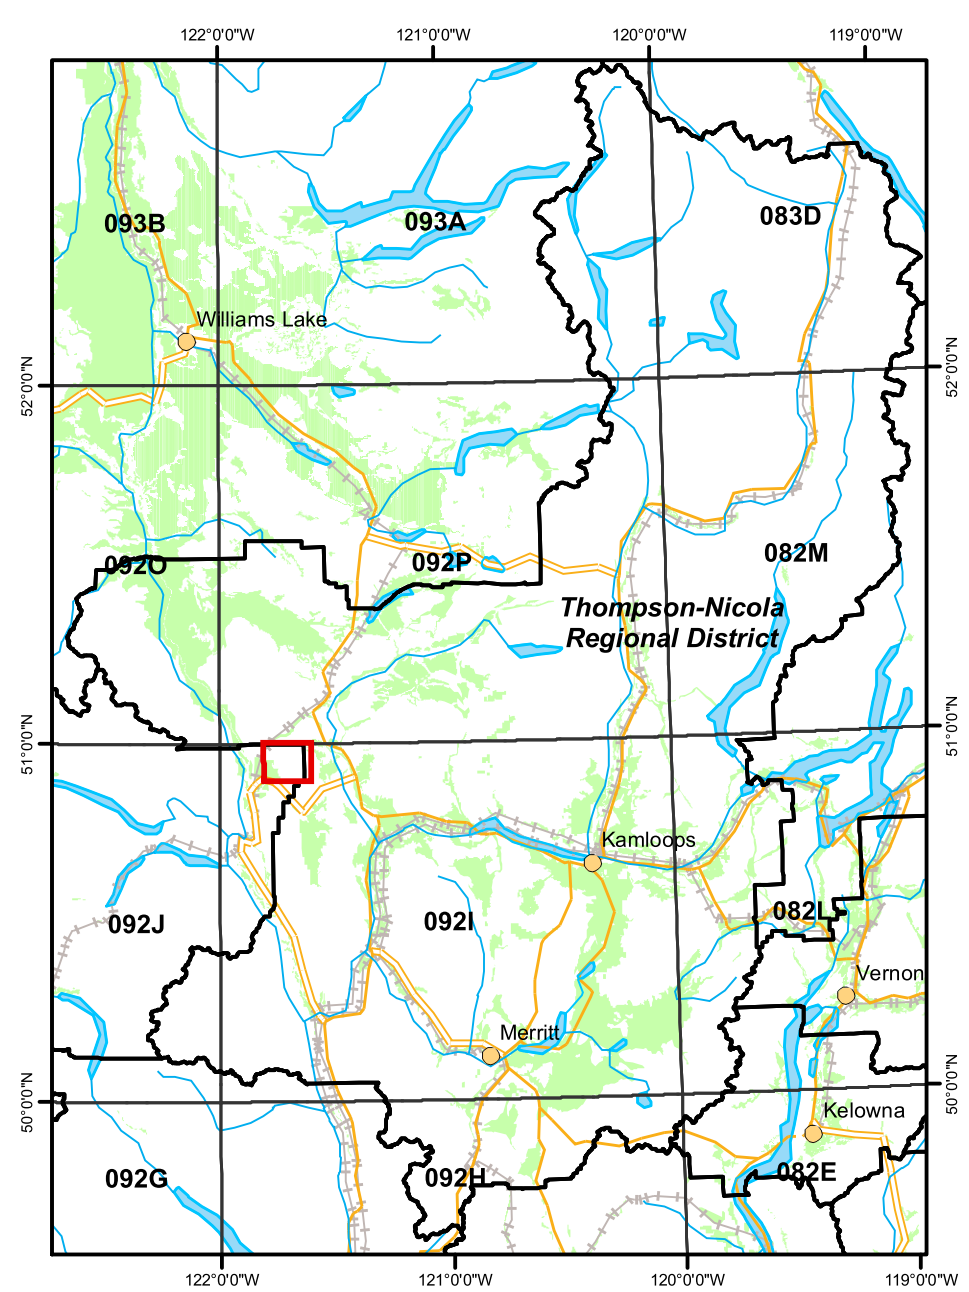 122°0'0"W
121°0'0"W
120°0'0"W
119°0'0"W
083D
093B
093A
Williams Lake
52°0'0"N
52°0'0"N
082M
092P
092O
Thompson-Nicola
Regional District
51°0'0"N
51°0'0"N
Kamloops
082L
092I
092J
Vernon
Merritt
50°0'0"N
50°0'0"N
Kelowna
082E
092G
092H
122°0'0"W
121°0'0"W
120°0'0"W
119°0'0"W